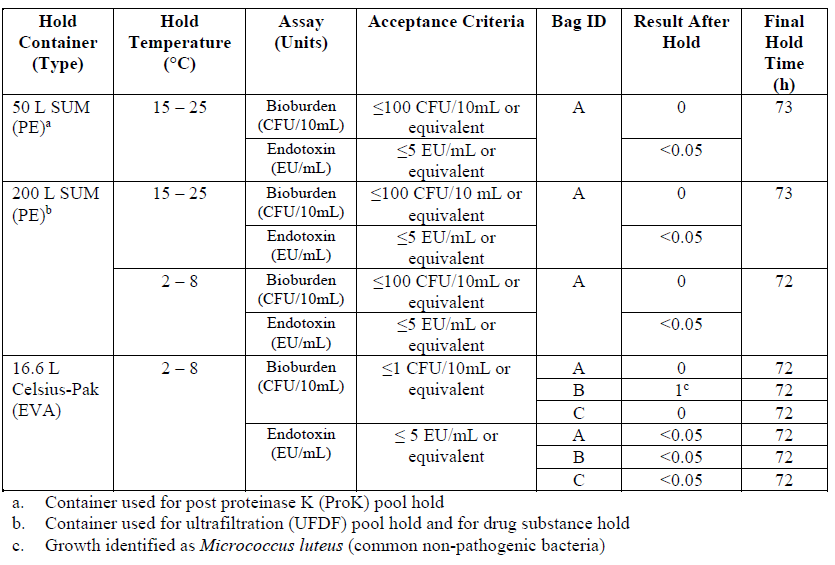 Hold Container (Type) | Hold Temperature (°C) | Assay (Units) | Acceptance Criteria | Bag ID | Result After Hold | Final Hold Time (h)
50 L SUM (PE)a | 15 – 25 | Bioburden (CFU/10mL) | ≤100 CFU/10mL or equivalent | A | 0 | 73
Endotoxin (EU/mL) | ≤5 EU/mL or equivalent | <0.05
200 L SUM (PE)b | 15 – 25 | Bioburden (CFU/10mL) | ≤100 CFU/10 mL or equivalent | A | 0 | 73
Endotoxin (EU/mL) | ≤5 EU/mL or equivalent | <0.05
2 – 8 | Bioburden (CFU/10mL) | ≤100 CFU/10mL or equivalent | A | 0 | 72
Endotoxin (EU/mL) | ≤5 EU/mL or equivalent | <0.05
16.6 L Celsius-Pak (EVA) | 2 – 8 | Bioburden (CFU/10mL) | ≤1 CFU/10mL or equivalent | A | 0 | 72
B | 1c | 72
C | 0 | 72
Endotoxin (EU/mL) | ≤ 5 EU/mL or equivalent | A | <0.05 | 72
B | <0.05 | 72
C | <0.05 | 72
a. Container used for post proteinase K (ProK) pool hold
b. Container used for ultrafiltration (UFDF) pool hold and for drug substance hold
c. Growth identified as Micrococcus luteus (common non-pathogenic bacteria)